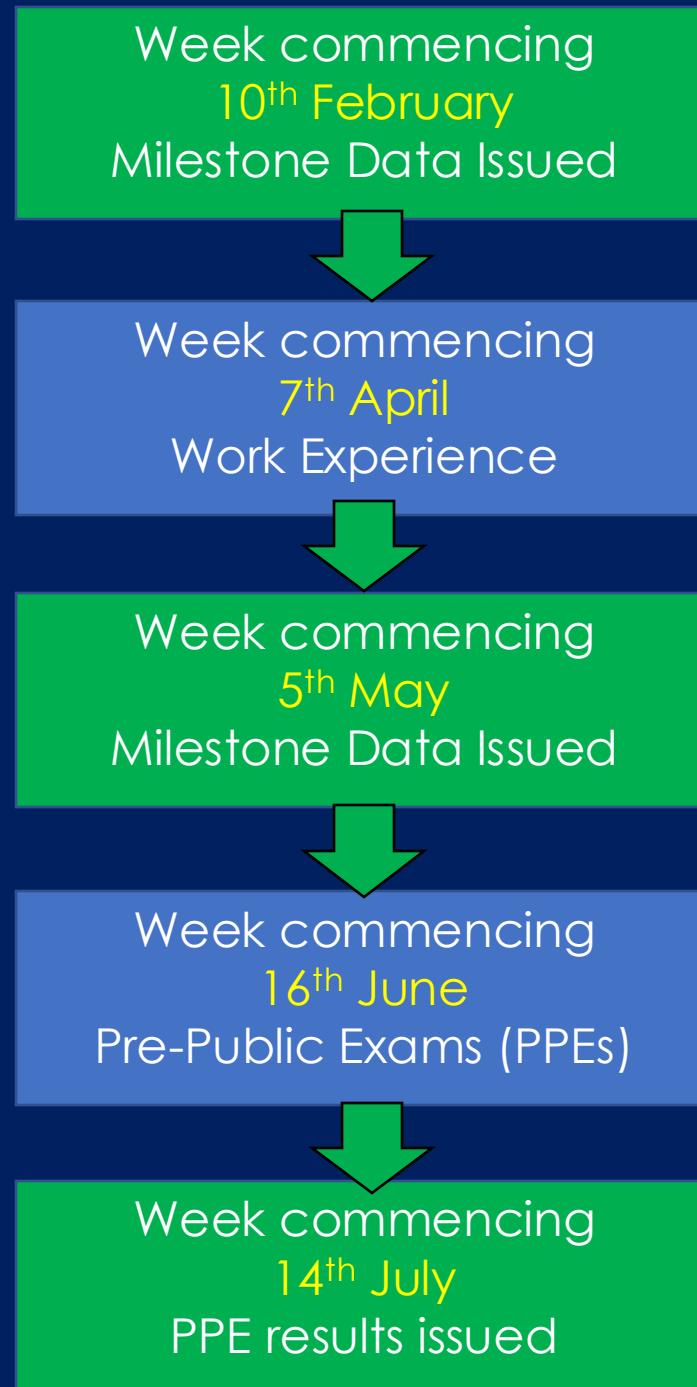 Week commencing
10th February
Milestone Data Issued
Week commencing
7th April
Work Experience
Week commencing
5th May
Milestone Data Issued
Week commencing
16th June
Pre-Public Exams (PPEs)
Week commencing
14th July
PPE results issued